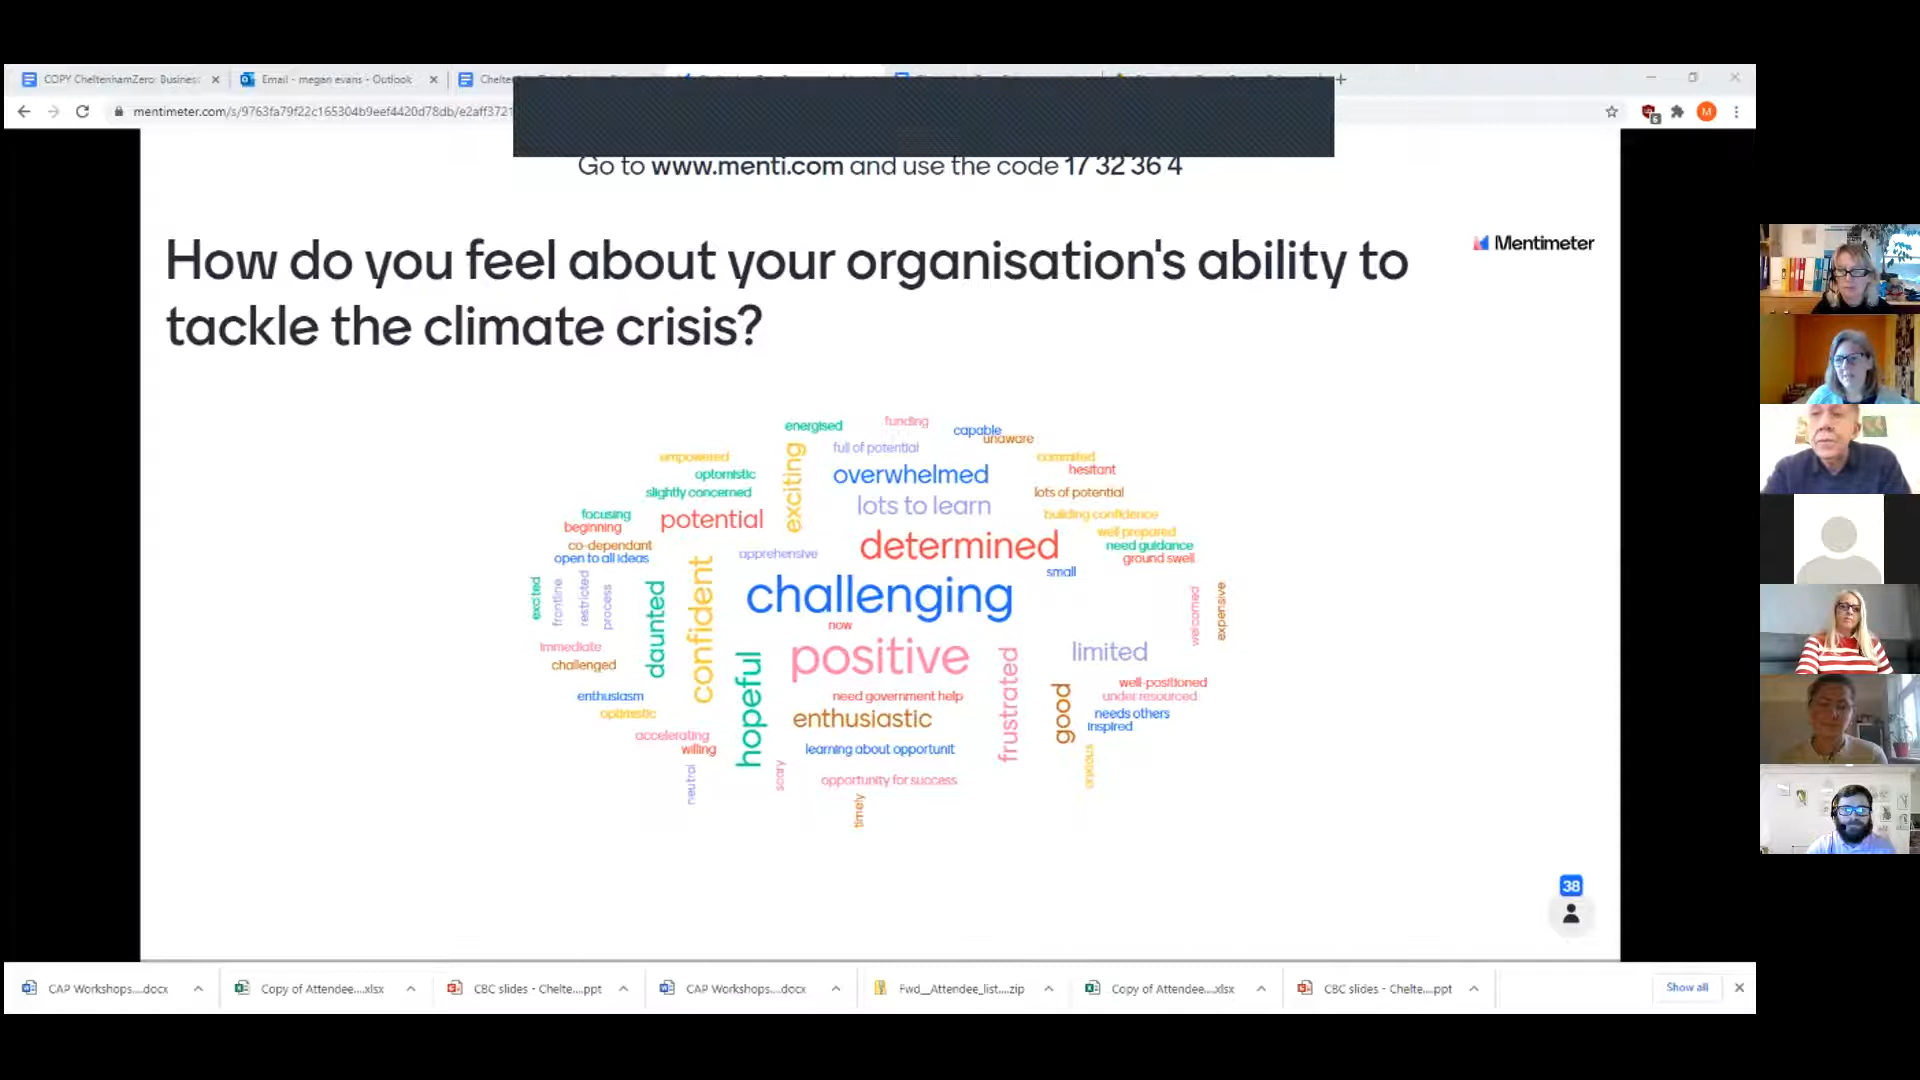 COPY CheltenhamZero: Busines
Email - megan evans - Outlook
Chelte
mentimeter.com/s/9763fa79f22c165304b9eef4420d78db/e2aff3721
6
M
Go to www.menti.com and use the code 17 32 36 4
How do you feel about your organisation's ability to
tackle the climate crisis?
Mentimeter
energised
funding
capable
unaware
full of potential
empowered
exciting
committed
hesitant
optomistic
overwhelmed
slightly concerned
lots to learn
lots of potential
focusing
potential
building confidence
beginning
well prepared
co-dependant
apprehensive
determined
need guidance
open to all ideas
ground swell
small
excited
frontline
restricted
process
daunted
confident
challenging
welcomed
expensive
now
immediate
challenged
positive
limited
hopeful
frustrated
good
well-positioned
enthusiasm
need government help
under resourced
optimistic
enthusiastic
needs others
inspired
accelerating
willing
learning about opportunit
neutral
scary
opportunity for success
anxious
timely
38
CAP Workshops....docx
Copy of Attendee....xlsx
CBC slides - Chelte....ppt
CAP Workshops....docx
Fwd__Attendee_list....zip
Copy of Attendee....xlsx
CBC slides - Chelte....ppt
Show all